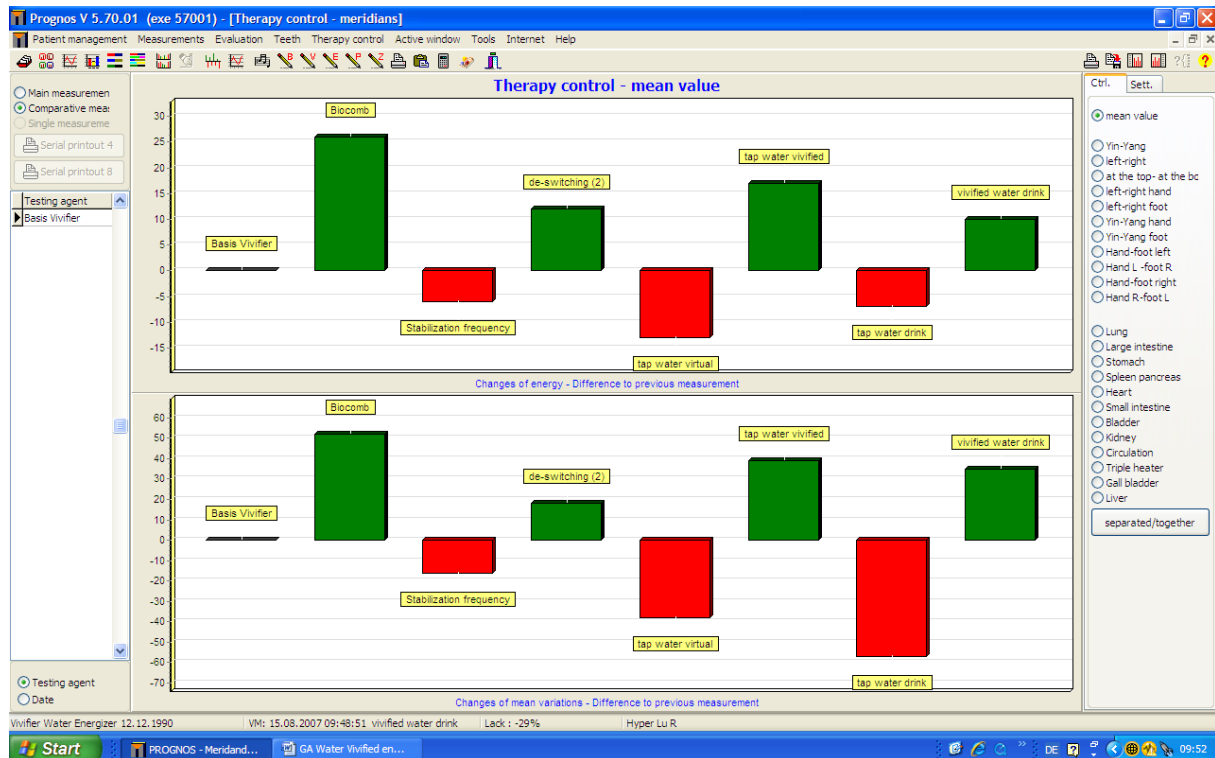 Prognos V 5.70.01 (exe 57001) - [Therapy control - meridians]
Patient management Measurements Evaluation Teeth Therapy control Active window Tools Internet Help
Main measuremen
Comparative mea:
Single measureme
Serial printout 4
Serial printout 8
Testing agent
Basis Vivifier
Testing agent
Date
Therapy control - mean value
30
25
20
15
10
5
0
-5
-10
-15
Basis Vivifier
Biocomb
Stabilization frequency
de-switching (2)
tap water virtual
tap water vivified
tap water drink
vivified water drink
Changes of energy - Difference to previous measurement
60
50
40
30
20
10
0
-10
-20
-30
-40
-50
-60
-70
Basis Vivifier
Biocomb
Stabilization frequency
de-switching (2)
tap water virtual
tap water vivified
tap water drink
vivified water drink
Changes of mean variations - Difference to previous measurement
Ctrl. Sett.
mean value
Yin-Yang
left-right
at the top- at the bc
left-right hand
left-right foot
Yin-Yang hand
Yin-Yang foot
Hand-foot left
Hand L -foot R
Hand-foot right
Hand R-foot L
Lung
Large intestine
Stomach
Spleen pancreas
Heart
Small intestine
Bladder
Kidney
Circulation
Triple heater
Gall bladder
Liver
separated/together
Vivifier Water Energizer 12.12.1990 VM: 15.08.2007 09:48:51 vivified water drink Lack : -29% Hyper Lu R
Start PROGNOS - Meridand... GA Water Vivified en... DE 09:52